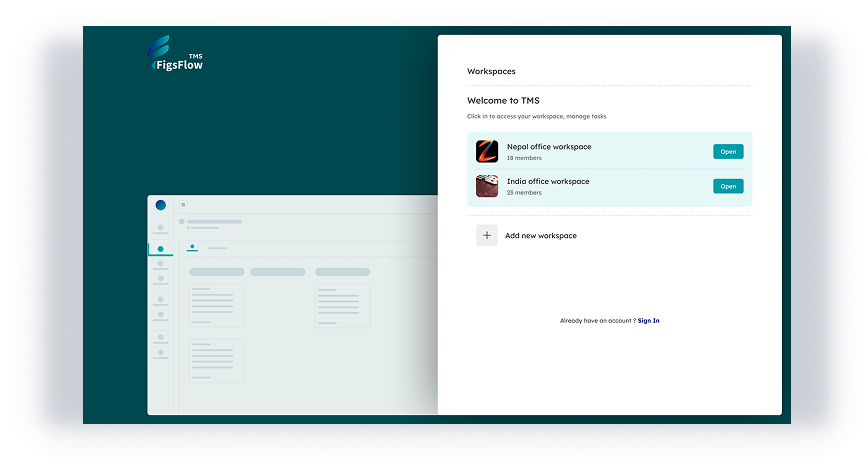 TMS
FigsFlow
Workspaces
Welcome to TMS
Click in to access your workspace, manage tasks
Nepal office workspace
18 members
Open
India office workspace
23 members
Open
Add new workspace
Already have an account ? Sign In